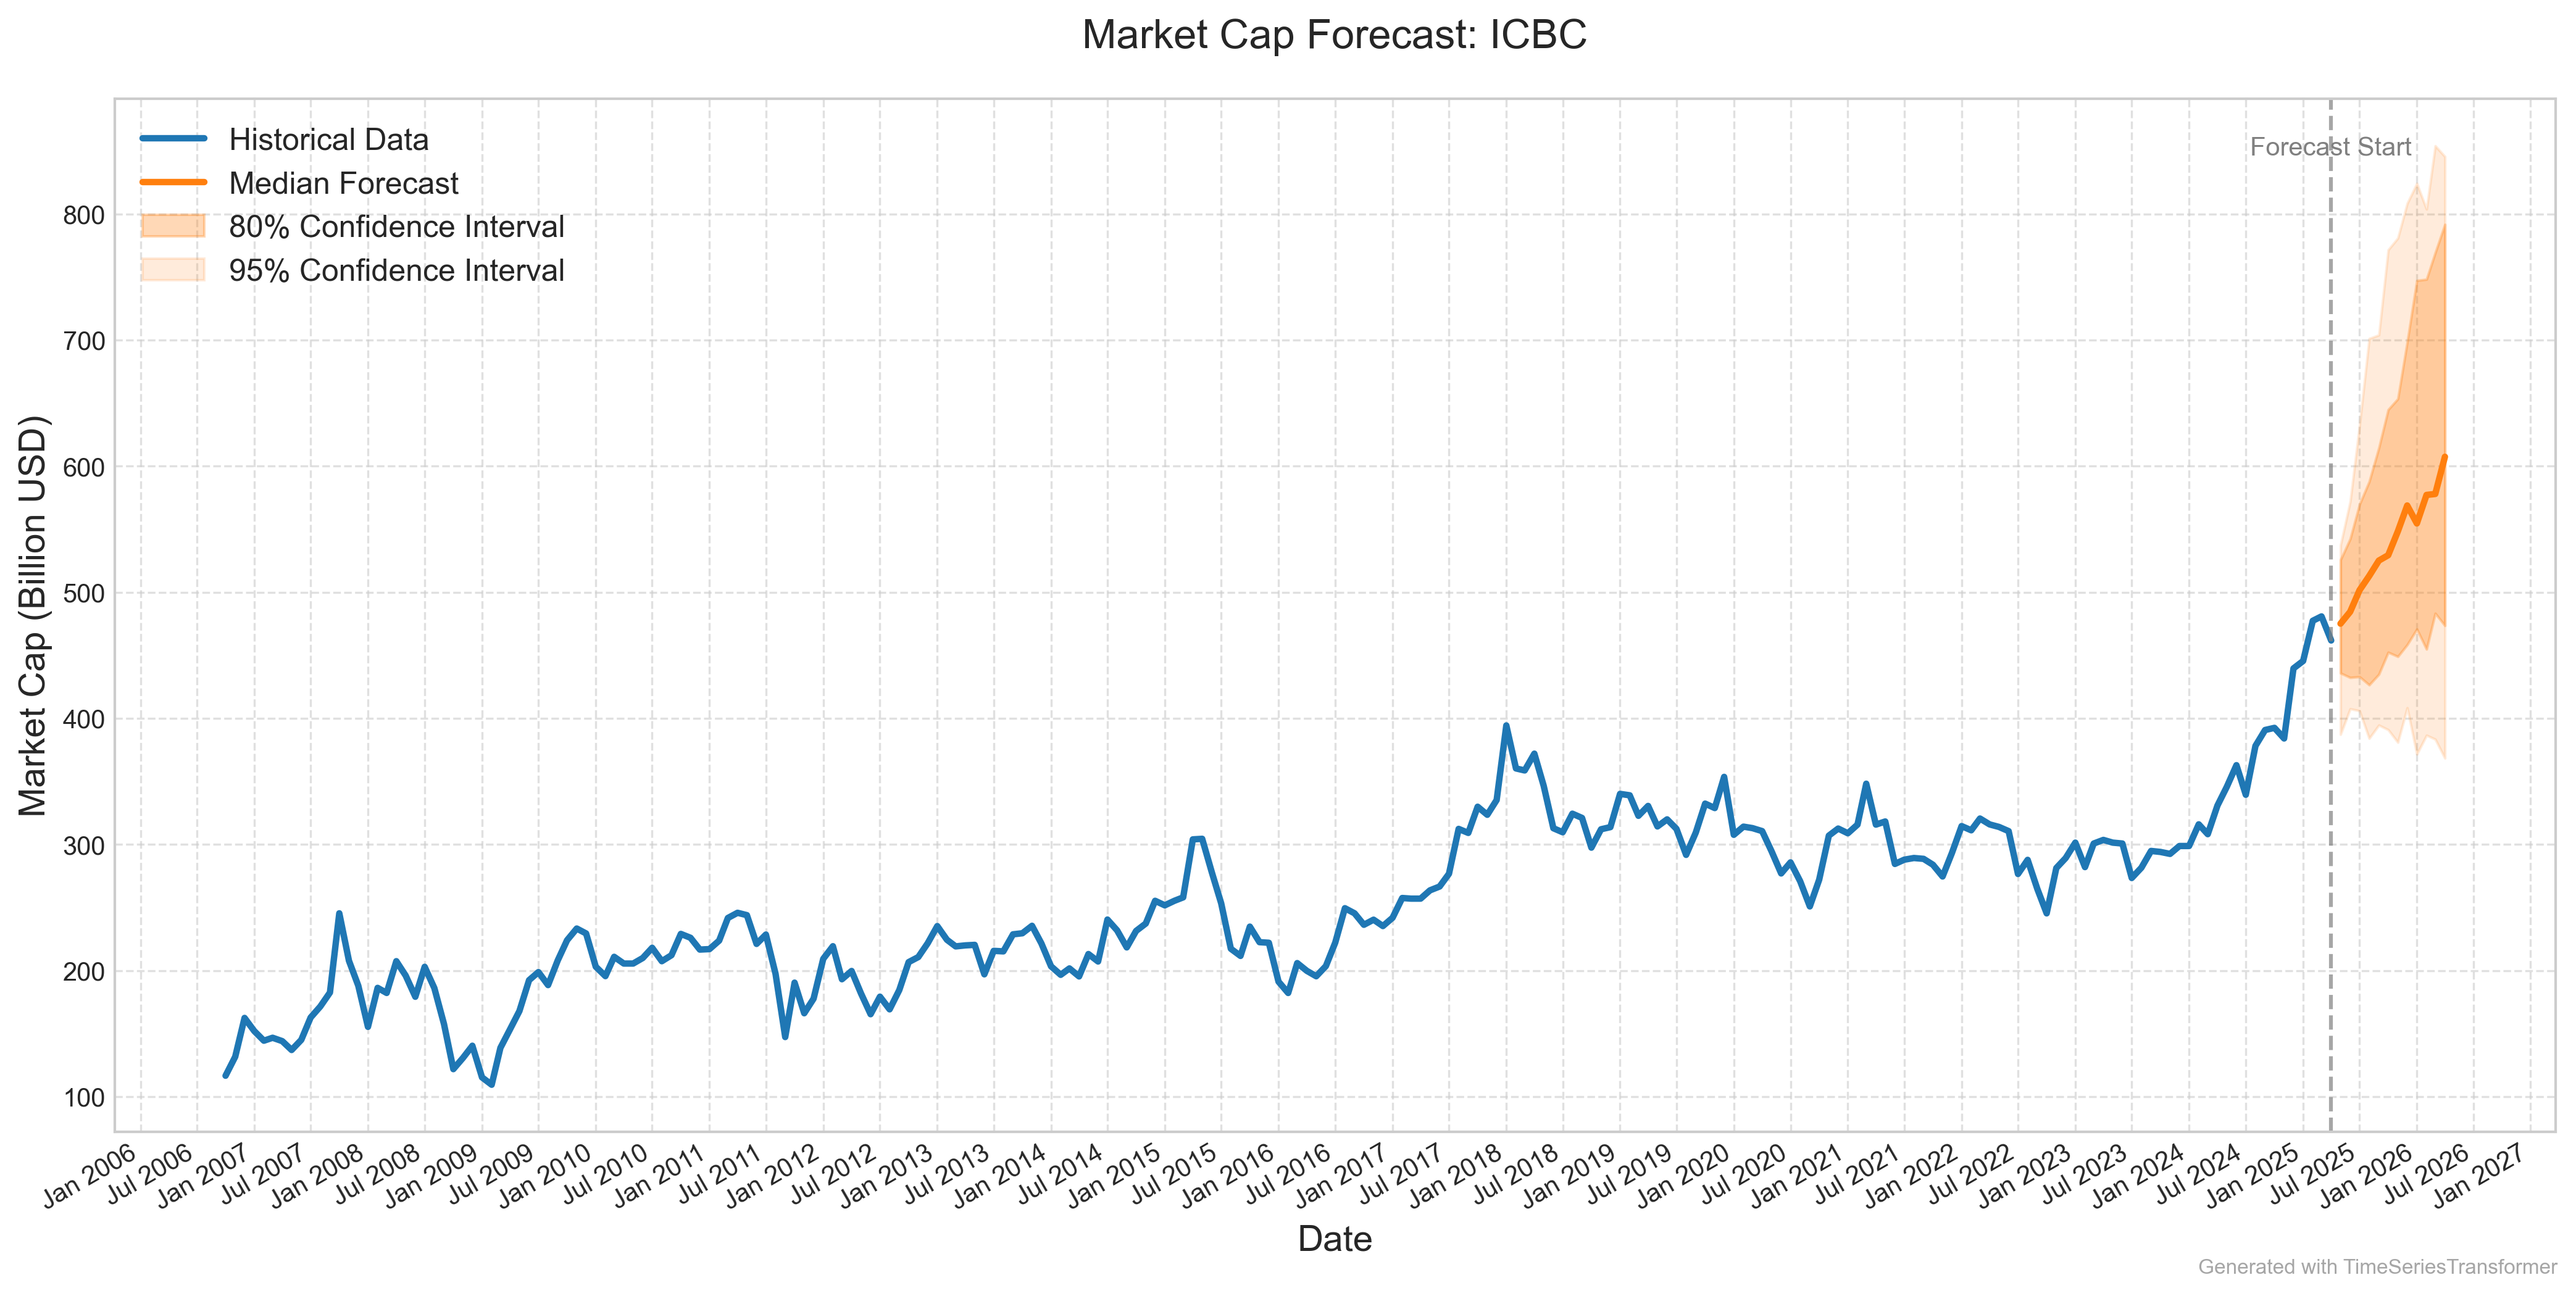 Market Cap Forecast: ICBC
Historical Data
Median Forecast
80% Confidence Interval
95% Confidence Interval
Forecast Start
Market Cap (Billion USD)
800
700
600
500
400
300
200
100
Jan 2006
Jul 2006
Jan 2007
Jul 2007
Jan 2008
Jul 2008
Jan 2009
Jul 2009
Jan 2010
Jul 2010
Jan 2011
Jul 2011
Jan 2012
Jul 2012
Jan 2013
Jul 2013
Jan 2014
Jul 2014
Jan 2015
Jul 2015
Jan 2016
Jul 2016
Jan 2017
Jul 2017
Jan 2018
Jul 2018
Jan 2019
Jul 2019
Jan 2020
Jul 2020
Jan 2021
Jul 2021
Jan 2022
Jul 2022
Jan 2023
Jul 2023
Jan 2024
Jul 2024
Jan 2025
Jul 2025
Jan 2026
Jul 2026
Jan 2027
Date
Generated with TimeSeriesTransformer